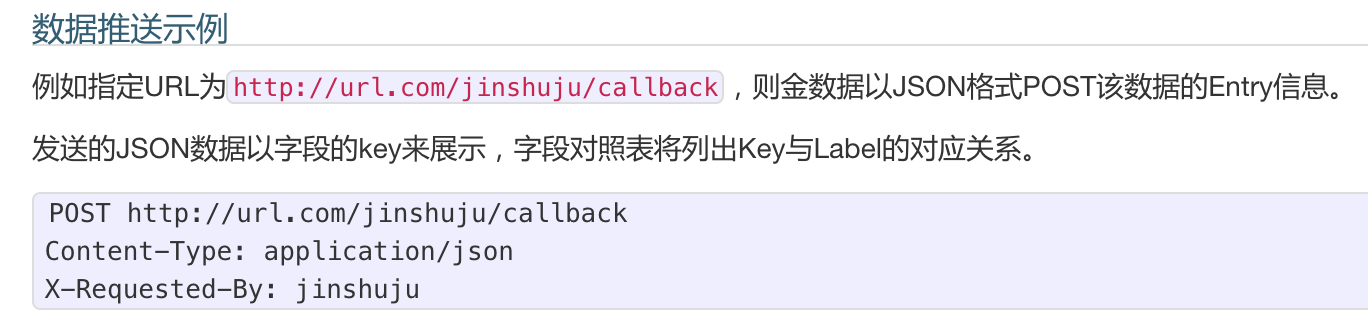 数据推送示例
例如指定URL为http://url.com/jinshuju/callback，则金数据以JSON格式POST该数据的Entry信息。
发送的JSON数据以字段的key来展示，字段对照表将列出Key与Label的对应关系。
POST http://url.com/jinshuju/callback
Content-Type: application/json
X-Requested-By: jinshuju